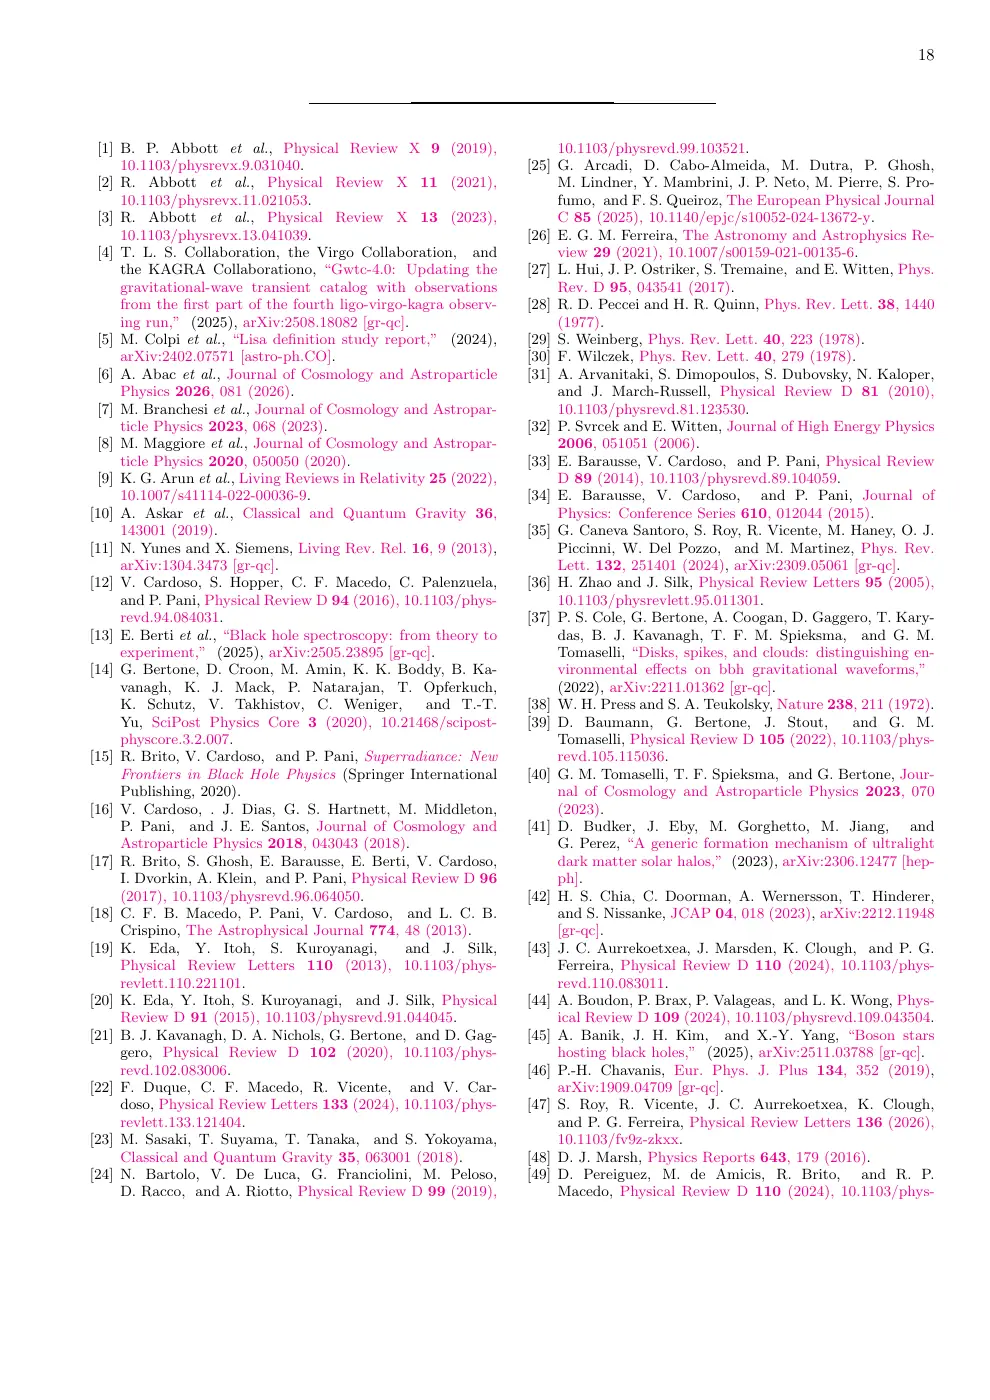 18
[1] B. P. Abbott et al., Physical Review X 9 (2019),
10.1103/physrevx.9.031040.
[2] R. Abbott et al., Physical Review X 11 (2021),
10.1103/physrevx.11.021053.
[3] R. Abbott et al., Physical Review X 13 (2023),
10.1103/physrevx.13.041039.
[4] T. L. S. Collaboration, the Virgo Collaboration, and
the KAGRA Collaborationo, “Gwtc-4.0: Updating the
gravitational-wave transient catalog with observations
from the first part of the fourth ligo-virgo-kagra observ-
ing run,” (2025), arXiv:2508.18082 [gr-qc].
[5] M. Colpi et al., “Lisa definition study report,” (2024),
arXiv:2402.07571 [astro-ph.CO].
[6] A. Abac et al., Journal of Cosmology and Astroparticle
Physics 2026, 081 (2026).
[7] M. Branchesi et al., Journal of Cosmology and Astropar-
ticle Physics 2023, 068 (2023).
[8] M. Maggiore et al., Journal of Cosmology and Astropar-
ticle Physics 2020, 050050 (2020).
[9] K. G. Arun et al., Living Reviews in Relativity 25 (2022),
10.1007/s41114-022-00036-9.
[10] A. Askar et al., Classical and Quantum Gravity 36,
143001 (2019).
[11] N. Yunes and X. Siemens, Living Rev. Rel. 16, 9 (2013),
arXiv:1304.3473 [gr-qc].
[12] V. Cardoso, S. Hopper, C. F. Macedo, C. Palenzuela,
and P. Pani, Physical Review D 94 (2016), 10.1103/phys-
revd.94.084031.
[13] E. Berti et al., “Black hole spectroscopy: from theory to
experiment,” (2025), arXiv:2505.23895 [gr-qc].
[14] G. Bertone, D. Croon, M. Amin, K. K. Boddy, B. Ka-
vanagh, K. J. Mack, P. Natarajan, T. Opferkuch,
K. Schutz, V. Takhistov, C. Weniger, and T.-T.
Yu, SciPost Physics Core 3 (2020), 10.21468/scipost-
physcore.3.2.007.
[15] R. Brito, V. Cardoso, and P. Pani, Superradiance: New
Frontiers in Black Hole Physics (Springer International
Publishing, 2020).
[16] V. Cardoso, . J. Dias, G. S. Hartnett, M. Middleton,
P. Pani, and J. E. Santos, Journal of Cosmology and
Astroparticle Physics 2018, 043043 (2018).
[17] R. Brito, S. Ghosh, E. Barausse, E. Berti, V. Cardoso,
I. Dvorkin, A. Klein, and P. Pani, Physical Review D 96
(2017), 10.1103/physrevd.96.064050.
[18] C. F. B. Macedo, P. Pani, V. Cardoso, and L. C. B.
Crispino, The Astrophysical Journal 774, 48 (2013).
[19] K. Eda, Y. Itoh, S. Kuroyanagi, and J. Silk,
Physical Review Letters 110 (2013), 10.1103/phys-
revlett.110.221101.
[20] K. Eda, Y. Itoh, S. Kuroyanagi, and J. Silk, Physical
Review D 91 (2015), 10.1103/physrevd.91.044045.
[21] B. J. Kavanagh, D. A. Nichols, G. Bertone, and D. Gag-
gero, Physical Review D 102 (2020), 10.1103/phys-
revd.102.083006.
[22] F. Duque, C. F. Macedo, R. Vicente, and V. Car-
doso, Physical Review Letters 133 (2024), 10.1103/phys-
revlett.133.121404.
[23] M. Sasaki, T. Suyama, T. Tanaka, and S. Yokoyama,
Classical and Quantum Gravity 35, 063001 (2018).
[24] N. Bartolo, V. De Luca, G. Franciolini, M. Peloso,
D. Racco, and A. Riotto, Physical Review D 99 (2019),
10.1103/physrevd.99.103521.
[25] G. Arcadi, D. Cabo-Almeida, M. Dutra, P. Ghosh,
M. Lindner, Y. Mambrini, J. P. Neto, M. Pierre, S. Pro-
fumo, and F. S. Queiroz, The European Physical Journal
C 85 (2025), 10.1140/epjc/s10052-024-13672-y.
[26] E. G. M. Ferreira, The Astronomy and Astrophysics Re-
view 29 (2021), 10.1007/s00159-021-00135-6.
[27] L. Hui, J. P. Ostriker, S. Tremaine, and E. Witten, Phys.
Rev. D 95, 043541 (2017).
[28] R. D. Peccei and H. R. Quinn, Phys. Rev. Lett. 38, 1440
(1977).
[29] S. Weinberg, Phys. Rev. Lett. 40, 223 (1978).
[30] F. Wilczek, Phys. Rev. Lett. 40, 279 (1978).
[31] A. Arvanitaki, S. Dimopoulos, S. Dubovsky, N. Kaloper,
and J. March-Russell, Physical Review D 81 (2010),
10.1103/physrevd.81.123530.
[32] P. Svrcek and E. Witten, Journal of High Energy Physics
2006, 051051 (2006).
[33] E. Barausse, V. Cardoso, and P. Pani, Physical Review
D 89 (2014), 10.1103/physrevd.89.104059.
[34] E. Barausse, V. Cardoso, and P. Pani, Journal of
Physics: Conference Series 610, 012044 (2015).
[35] G. Caneva Santoro, S. Roy, R. Vicente, M. Haney, O. J.
Piccinni, W. Del Pozzo, and M. Martinez, Phys. Rev.
Lett. 132, 251401 (2024), arXiv:2309.05061 [gr-qc].
[36] H. Zhao and J. Silk, Physical Review Letters 95 (2005),
10.1103/physrevlett.95.011301.
[37] P. S. Cole, G. Bertone, A. Coogan, D. Gaggero, T. Kary-
das, B. J. Kavanagh, T. F. M. Spieksma, and G. M.
Tomaselli, “Disks, spikes, and clouds: distinguishing en-
vironmental effects on bbh gravitational waveforms,”
(2022), arXiv:2211.01362 [gr-qc].
[38] W. H. Press and S. A. Teukolsky, Nature 238, 211 (1972).
[39] D. Baumann, G. Bertone, J. Stout, and G. M.
Tomaselli, Physical Review D 105 (2022), 10.1103/phys-
revd.105.115036.
[40] G. M. Tomaselli, T. F. Spieksma, and G. Bertone, Jour-
nal of Cosmology and Astroparticle Physics 2023, 070
(2023).
[41] D. Budker, J. Eby, M. Gorghetto, M. Jiang, and
G. Perez, “A generic formation mechanism of ultralight
dark matter solar halos,” (2023), arXiv:2306.12477 [hep-
ph].
[42] H. S. Chia, C. Doorman, A. Wernersson, T. Hinderer,
and S. Nissanke, JCAP 04, 018 (2023), arXiv:2212.11948
[gr-qc].
[43] J. C. Aurrekoetxea, J. Marsden, K. Clough, and P. G.
Ferreira, Physical Review D 110 (2024), 10.1103/phys-
revd.110.083011.
[44] A. Boudon, P. Brax, P. Valageas, and L. K. Wong, Phys-
ical Review D 109 (2024), 10.1103/physrevd.109.043504.
[45] A. Banik, J. H. Kim, and X.-Y. Yang, “Boson stars
hosting black holes,” (2025), arXiv:2511.03788 [gr-qc].
[46] P.-H. Chavanis, Eur. Phys. J. Plus 134, 352 (2019),
arXiv:1909.04709 [gr-qc].
[47] S. Roy, R. Vicente, J. C. Aurrekoetxea, K. Clough,
and P. G. Ferreira, Physical Review Letters 136 (2026),
10.1103/fv9z-zkxx.
[48] D. J. Marsh, Physics Reports 643, 179 (2016).
[49] D. Pereiguez, M. de Amicis, R. Brito, and R. P.
Macedo, Physical Review D 110 (2024), 10.1103/phys-